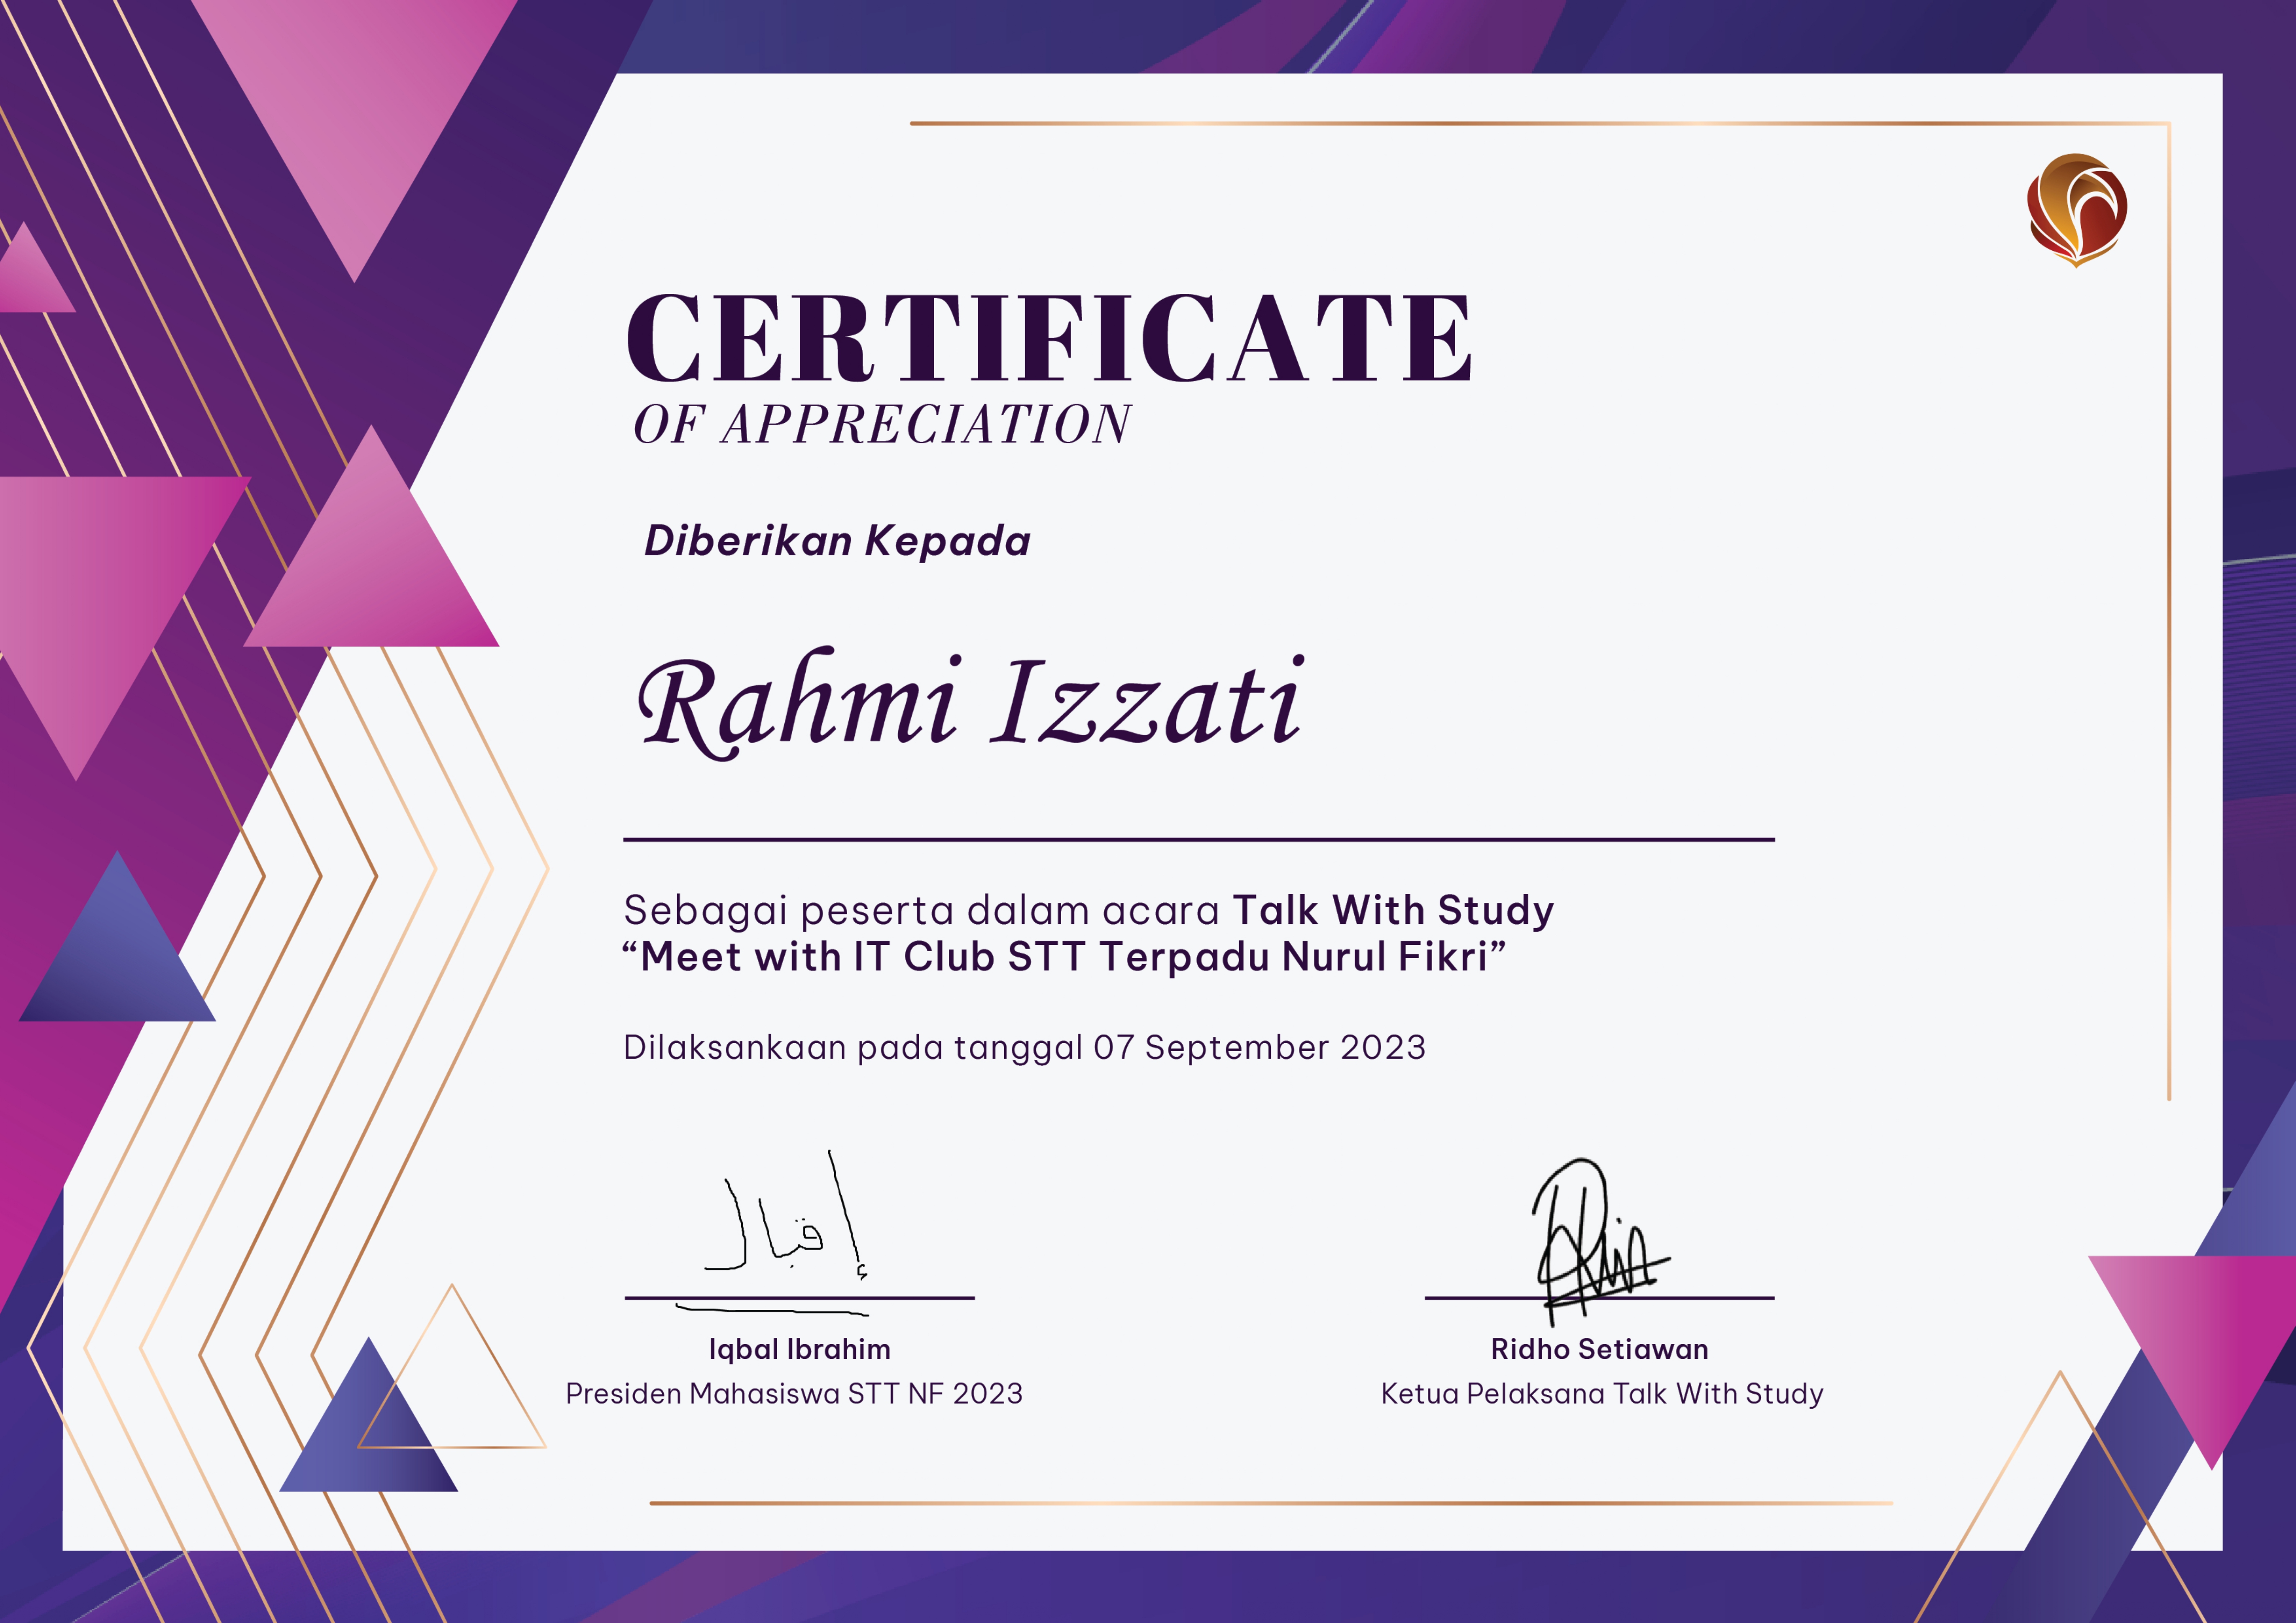 CERTIFICATE
OF APPRECIATION
Diberikan Kepada
Rahmi Izzati
Sebagai peserta dalam acara Talk With Study
“Meet with IT Club STT Terpadu Nurul Fikri”
Dilaksankaan pada tanggal 07 September 2023
إقبال
Iqbal Ibrahim
Presiden Mahasiswa STT NF 2023
Ridho Setiawan
Ketua Pelaksana Talk With Study